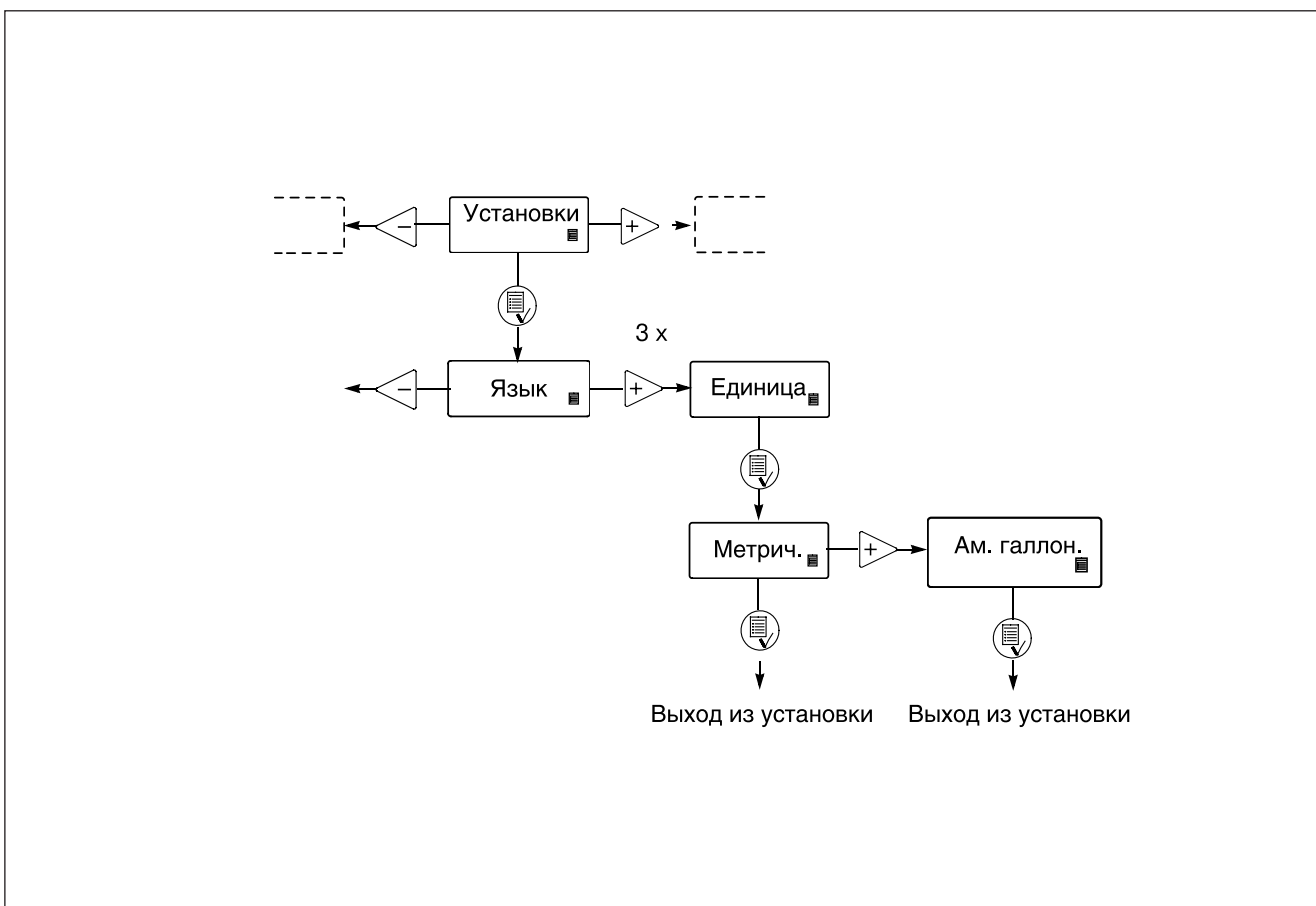 Установки
− +
3 x
Язык
− +
Единица
Метрич.
+
Ам. галлон.
Выход из установки
Выход из установки